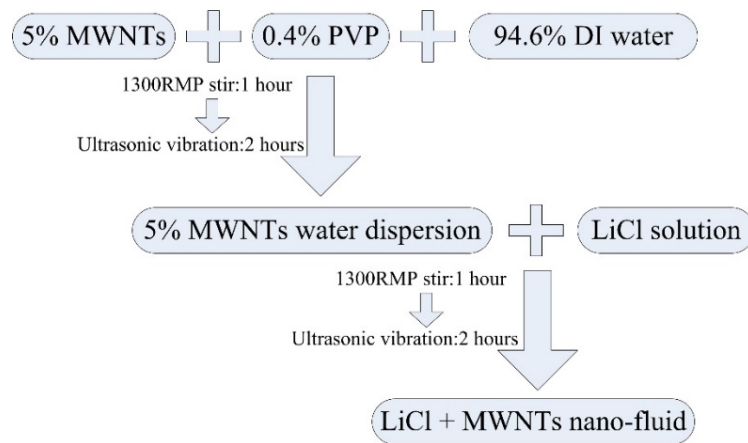 5% MWNTs
0.4% PVP
94.6% DI water
1300RMP stir:1 hour
Ultrasonic vibration:2 hours
5% MWNTs water dispersion
LiCl solution
1300RMP stir:1 hour
Ultrasonic vibration:2 hours
LiCl + MWNTs nano-fluid